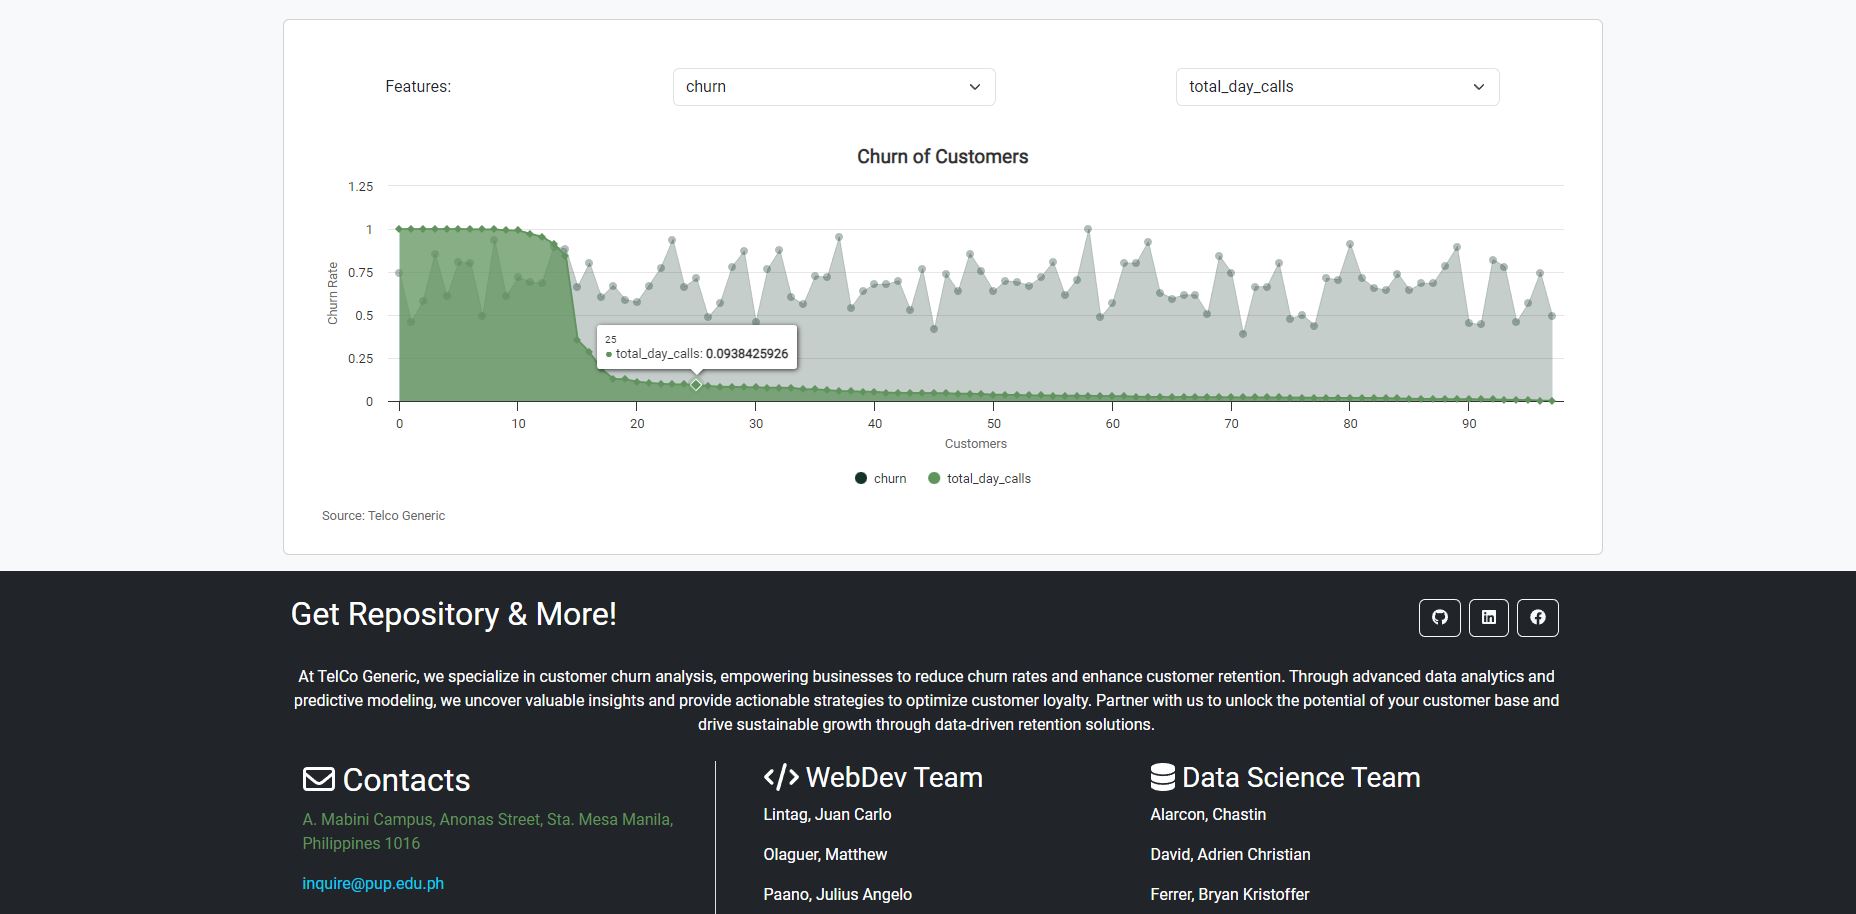 Features:
churn
total_day_calls
Churn of Customers
1.25
1
0.75
0.5
0.25
0
Churn Rate
25
total_day_calls: 0.0938425926
0 10 20 30 40 50 60 70 80 90
Customers
churn total_day_calls
Source: Telco Generic
Get Repository & More!
At TelCo Generic, we specialize in customer churn analysis, empowering businesses to reduce churn rates and enhance customer retention. Through advanced data analytics and
predictive modeling, we uncover valuable insights and provide actionable strategies to optimize customer loyalty. Partner with us to unlock the potential of your customer base and
drive sustainable growth through data-driven retention solutions.
Contacts
A. Mabini Campus, Anonas Street, Sta. Mesa Manila,
Philippines 1016
inquire@pup.edu.ph
WebDev Team
Lintag, Juan Carlo
Olaguer, Matthew
Paano, Julius Angelo
Data Science Team
Alarcon, Chastin
David, Adrien Christian
Ferrer, Bryan Kristoffer